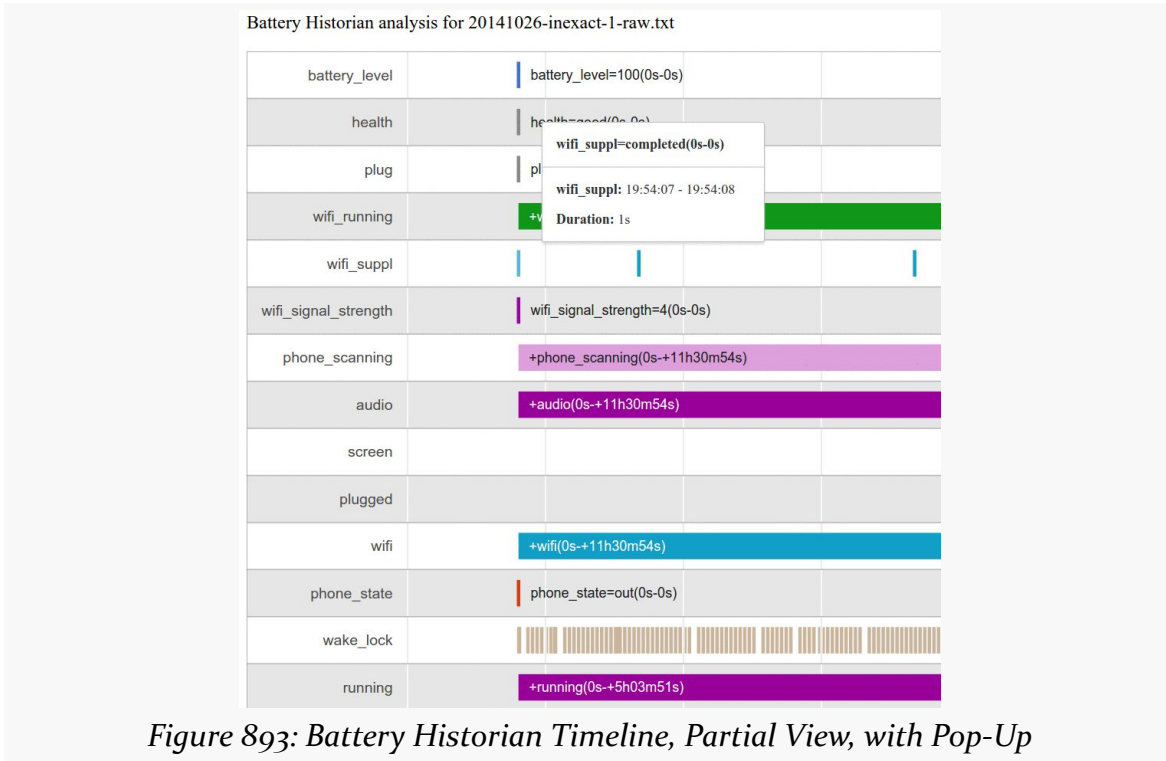 Battery Historian analysis for 20141026-inexact-1-raw.txt
battery_level battery_level=100(0s-0s)
health
wifi_suppl=completed(0s-0s)
plug
wifi_suppl: 19:54:07 - 19:54:08
Duration: 1s
wifi_running
wifi_suppl
wifi_signal_strength wifi_signal_strength=4(0s-0s)
phone_scanning +phone_scanning(0s-+11h30m54s)
audio +audio(0s-+11h30m54s)
screen
plugged
wifi +wifi(0s-+11h30m54s)
phone_state phone_state=out(0s-0s)
wake_lock
running +running(0s-+5h03m51s)
Figure 893: Battery Historian Timeline, Partial View, with Pop-Up